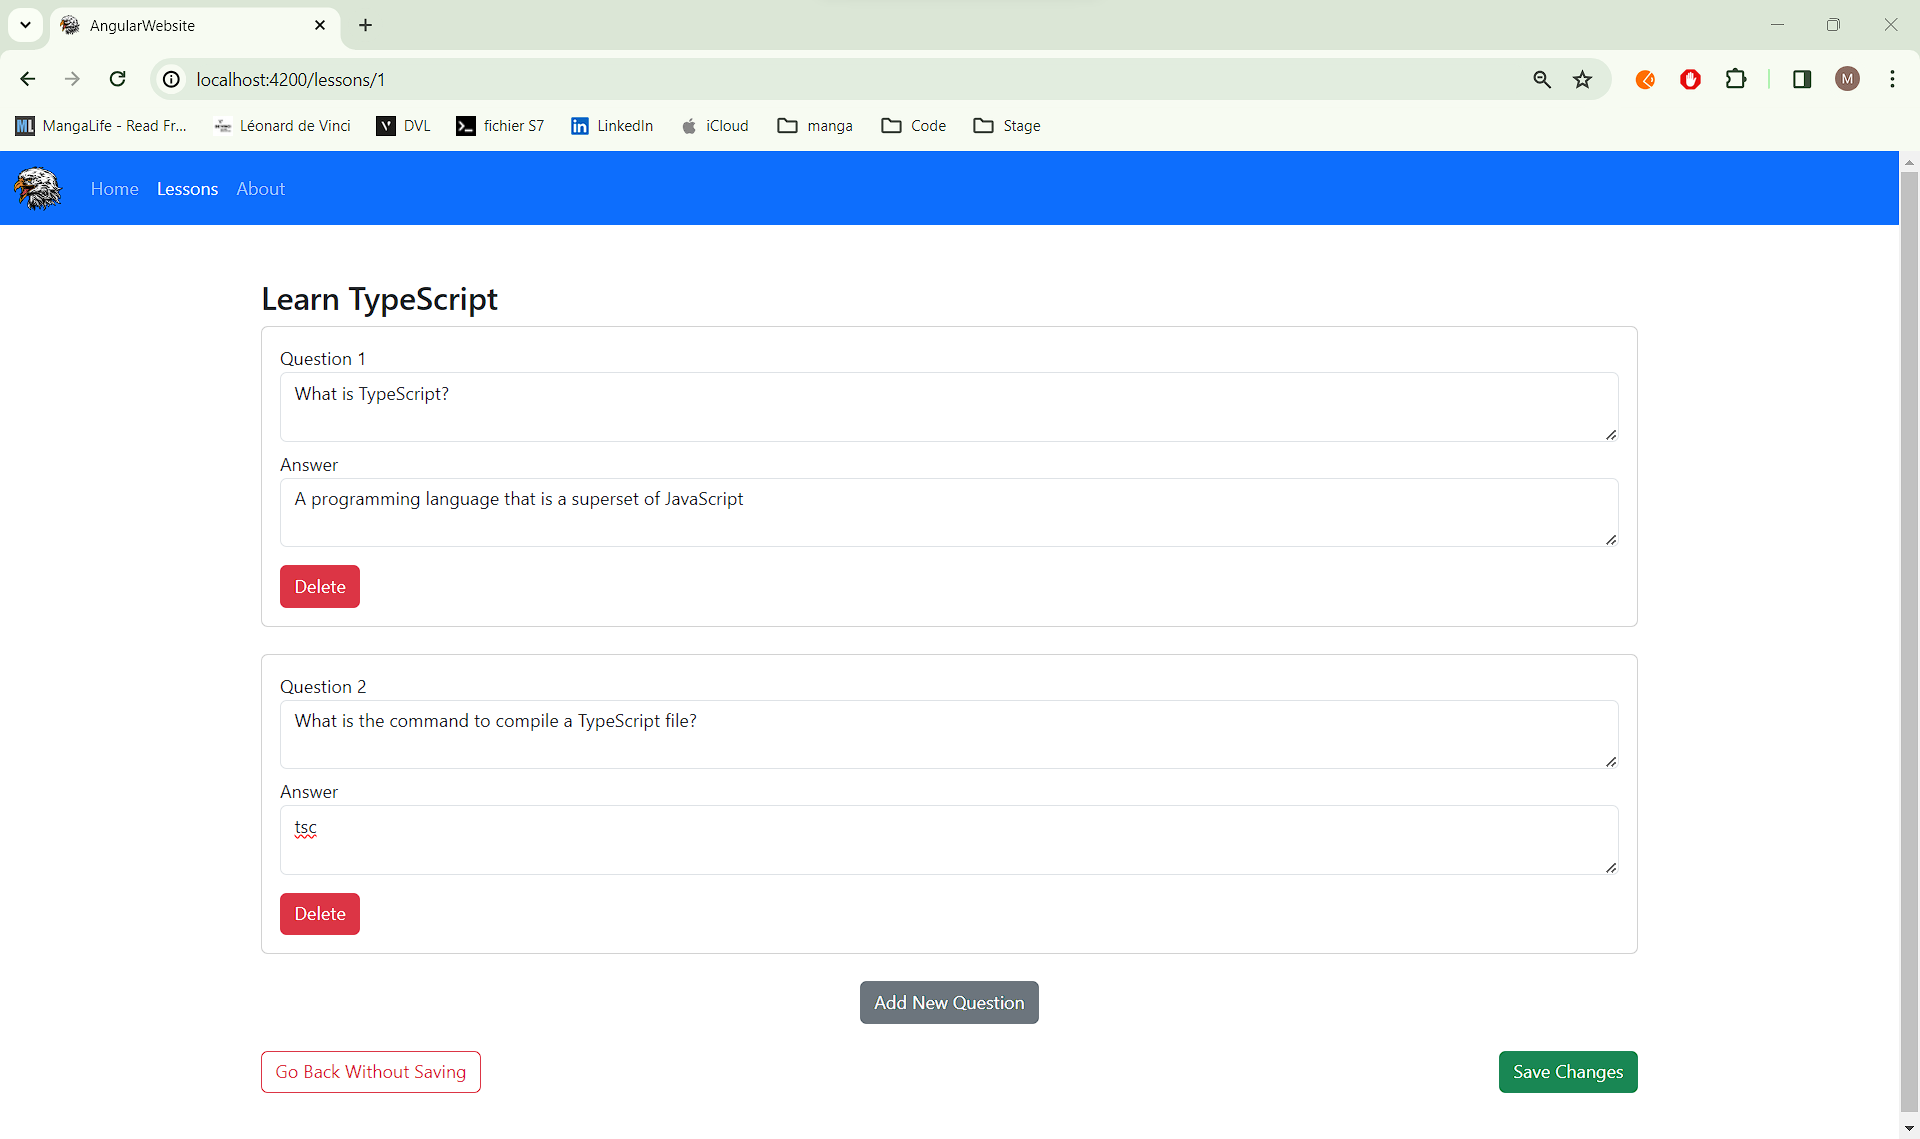 AngularWebsite
localhost:4200/lessons/1
M
ML MangaLife - Read Fr... Léonard de Vinci V DVL >_ fichier S7 in LinkedIn iCloud manga Code Stage
Home Lessons About
Learn TypeScript
Question 1
What is TypeScript?
Answer
A programming language that is a superset of JavaScript
Delete
Question 2
What is the command to compile a TypeScript file?
Answer
tsc
Delete
Add New Question
Go Back Without Saving Save Changes